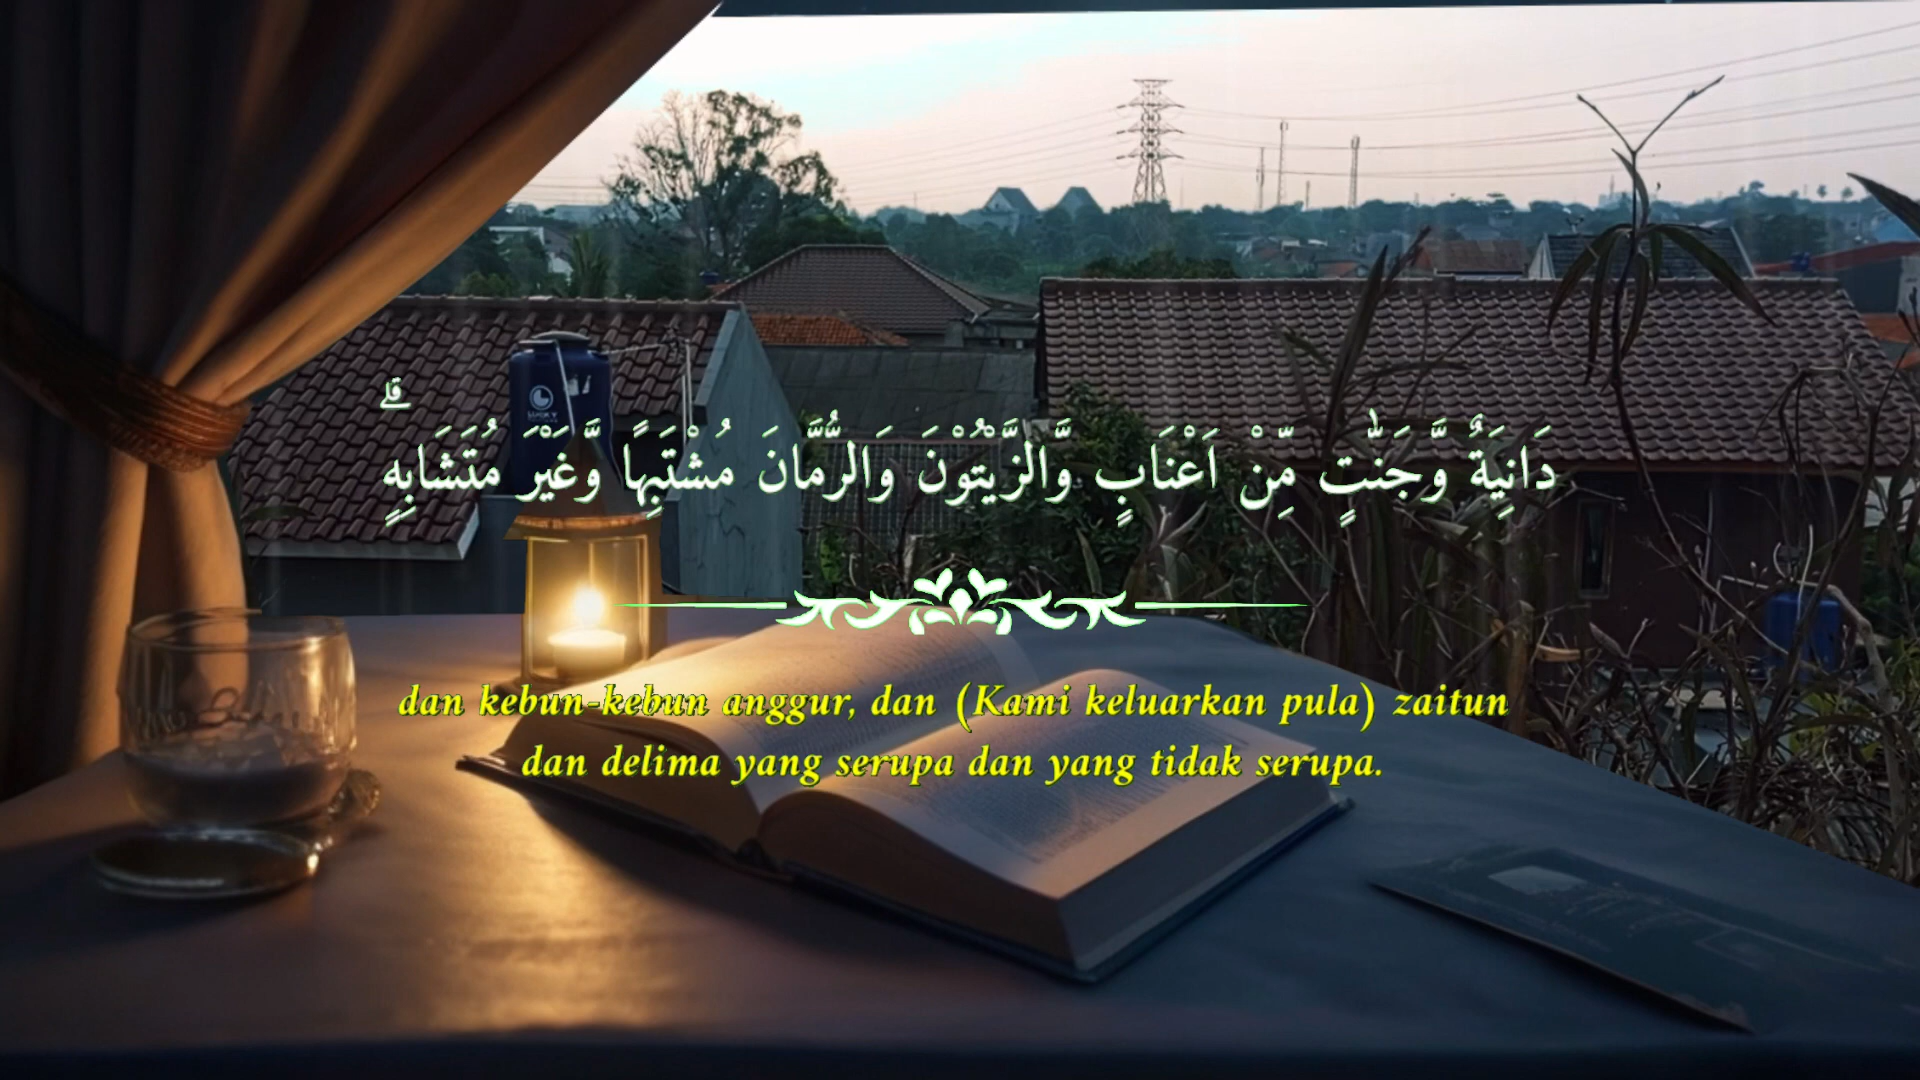 دَانِيَةٌ وَّجَنّٰتٍ مِّنْ اَعْنَابٍ وَّالزَّيْتُوْنَ وَالرُّمَّانَ مُشْتَبِهًا وَّغَيْرَ مُتَشَابِهٍۗ
dan kebun-kebun anggur, dan (Kami keluarkan pula) zaitun
dan delima yang serupa dan yang tidak serupa.